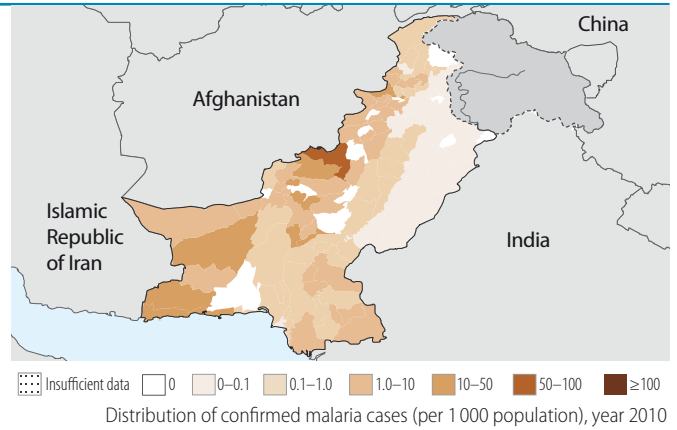 China
Afghanistan
Islamic
Republic
of Iran
India
Insufficient data 0 0–0.1 0.1–1.0 1.0–10 10–50 50–100 ≥100
Distribution of confirmed malaria cases (per 1 000 population), year 2010